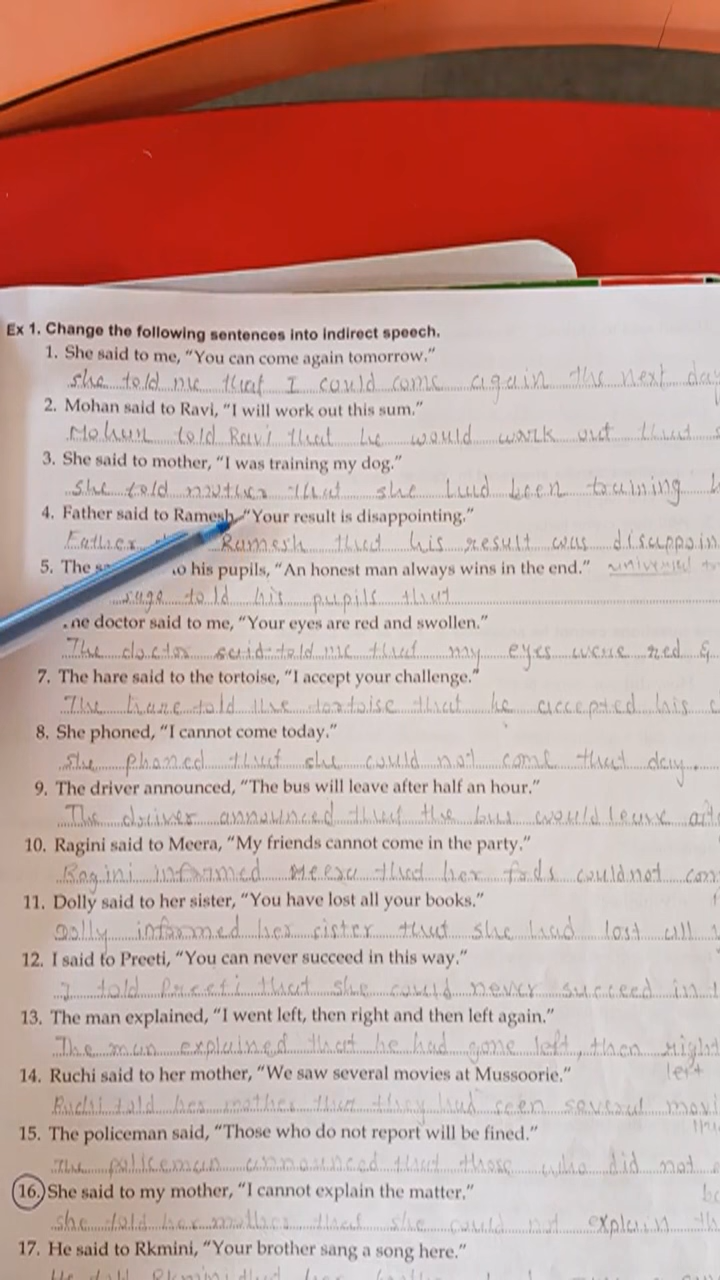 Ex 1. Change the following sentences into indirect speech.
1. She said to me, "You can come again tomorrow."
she told me that I could come again the next day
2. Mohan said to Ravi, "I will work out this sum."
Mohan told Ravi that he would work out that
3. She said to mother, "I was training my dog."
She told mother that she had been training
4. Father said to Ramesh, "Your result is disappointing."
Father Ramesh that his result was disappoin
5. The to his pupils, "An honest man always wins in the end."
sage told his pupils that
doctor said to me, "Your eyes are red and swollen."
The doctor told me that my eyes were red &
7. The hare said to the tortoise, "I accept your challenge."
The hare told the tortoise that he accepted his
8. She phoned, "I cannot come today."
She phoned that she could not come that day.
9. The driver announced, "The bus will leave after half an hour."
The driver announced that the bus would leave
10. Ragini said to Meera, "My friends cannot come in the party."
Ragini informed Meera that her could not
11. Dolly said to her sister, "You have lost all your books."
Dolly informed her sister that she had lost all
12. I said to Preeti, "You can never succeed in this way."
I told Preeti that she could never succeed in
13. The man explained, "I went left, then right and then left again."
The man explained that he had gone left, then right
left
14. Ruchi said to her mother, "We saw several movies at Mussoorie."
Ruchi told her mother that they had seen several
15. The policeman said, "Those who do not report will be fined."
The policeman announced that those who did not
16. She said to my mother, "I cannot explain the matter."
she told her mother that she could not explain
17. He said to Rkmini, "Your brother sang a song here."